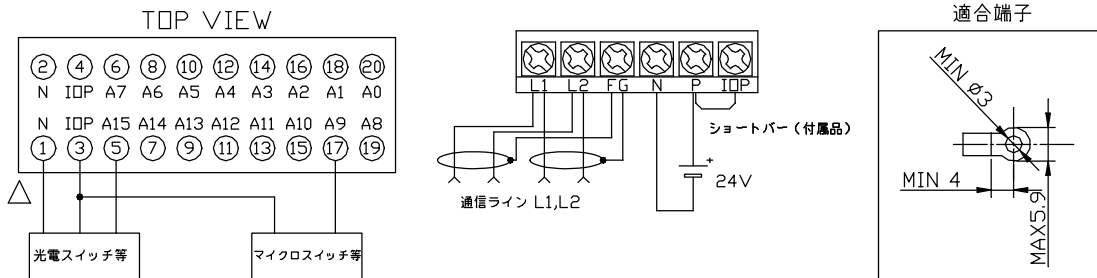 TOP VIEW
2 4 6 8 10 12 14 16 18 20
N IOP A7 A6 A5 A4 A3 A2 A1 A0
N IOP A15 A14 A13 A12 A11 A10 A9 A8
1 3 5 7 9 11 13 15 17 19
光電スイッチ等
マイクロスイッチ等
L1 L2 FG N P IOP
ショートバー（付属品）
+
24V
通信ライン L1,L2
適合端子
MIN ø3
MIN 4
MAX5.9